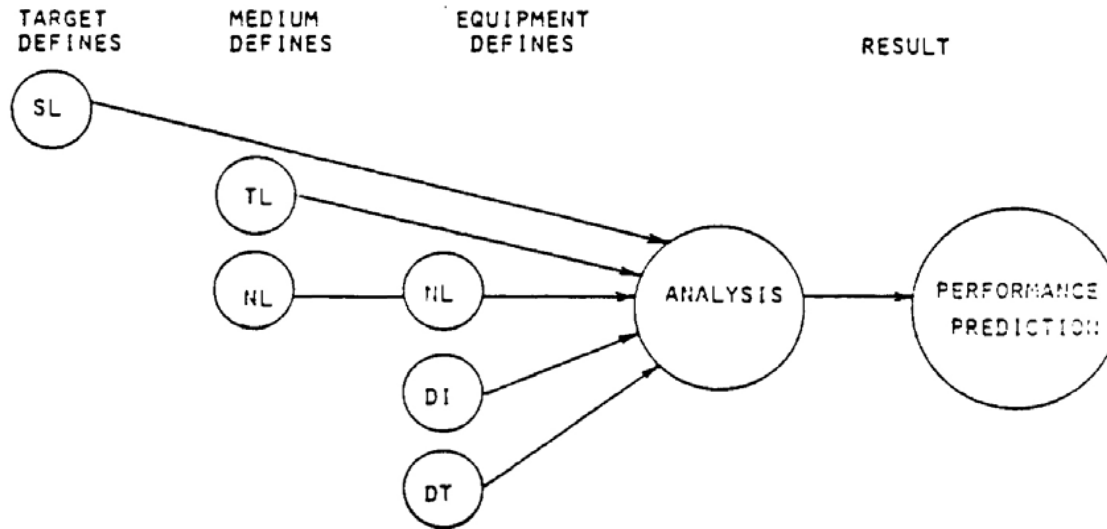 TARGET
DEFINES
MEDIUM
DEFINES
EQUIPMENT
DEFINES
RESULT
SL
TL
NL
NL
DI
DT
ANALYSIS
PERFORMANCE
PREDICTION